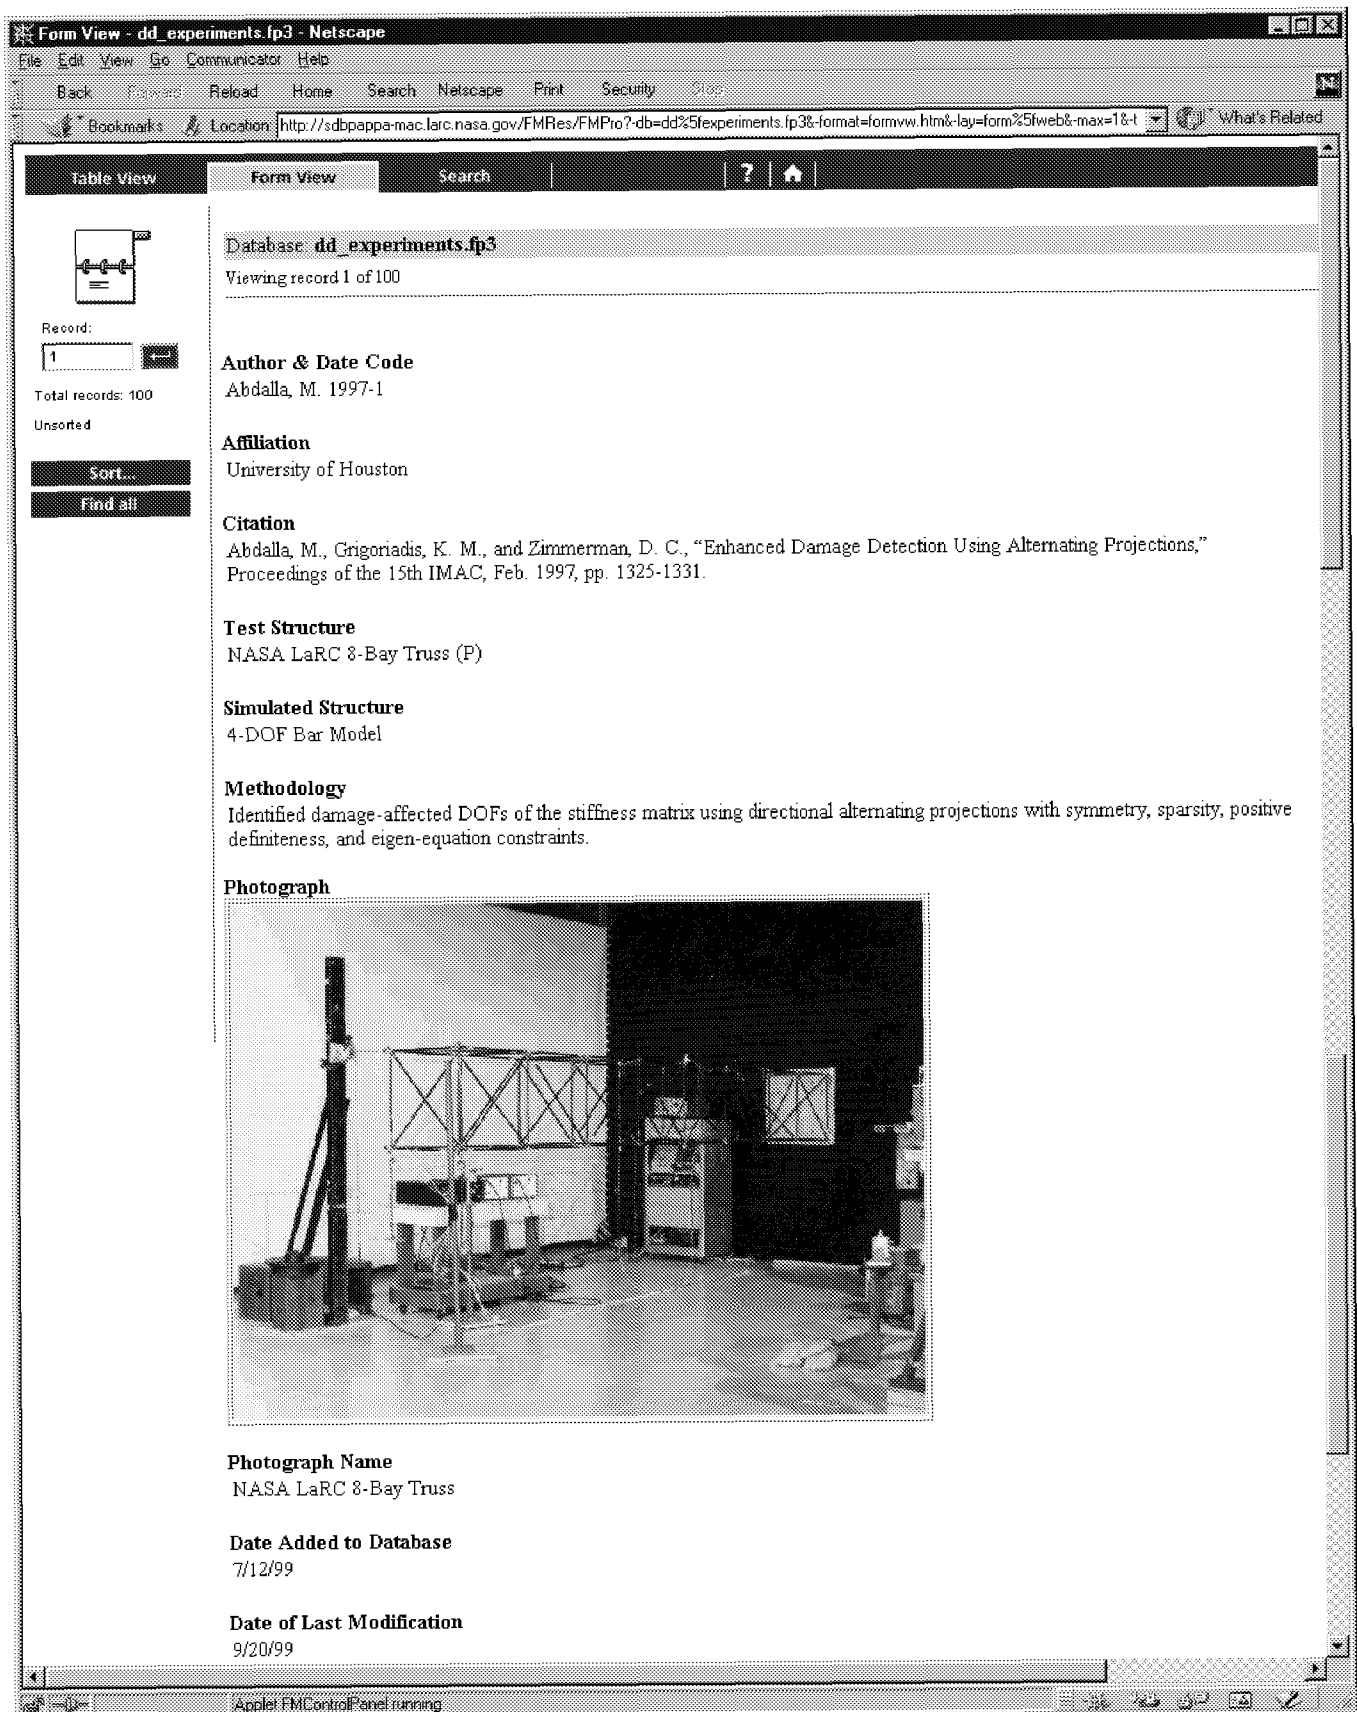 Form View - dd_experiments.fp3 - Netscape
File Edit View Go Communicator Help
Back Forward Reload Home Search Netscape Print Security Stop
Bookmarks Location http://sdbpappa-mac.larc.nasa.gov/FMRes/FMPro?-db=dd%5fexperiments.fp3&-format=formvw.htm&-lay=form%5fweb&-max=1&-t What's Related
Table View Form View Search ?
Database: dd_experiments.fp3
Viewing record 1 of 100
Record:
1
Total records: 100
Unsorted
Sort...
Find all
Author & Date Code
Abdalla, M. 1997-1
Affiliation
University of Houston
Citation
Abdalla, M., Grigoriadis, K. M., and Zimmerman, D. C., “Enhanced Damage Detection Using Alternating Projections,”
Proceedings of the 15th IMAC, Feb. 1997, pp. 1325-1331.
Test Structure
NASA LaRC 8-Bay Truss (P)
Simulated Structure
4-DOF Bar Model
Methodology
Identified damage-affected DOFs of the stiffness matrix using directional alternating projections with symmetry, sparsity, positive
definiteness, and eigen-equation constraints.
Photograph
Photograph Name
NASA LaRC 8-Bay Truss
Date Added to Database
7/12/99
Date of Last Modification
9/20/99
Applet FMControlPanel running